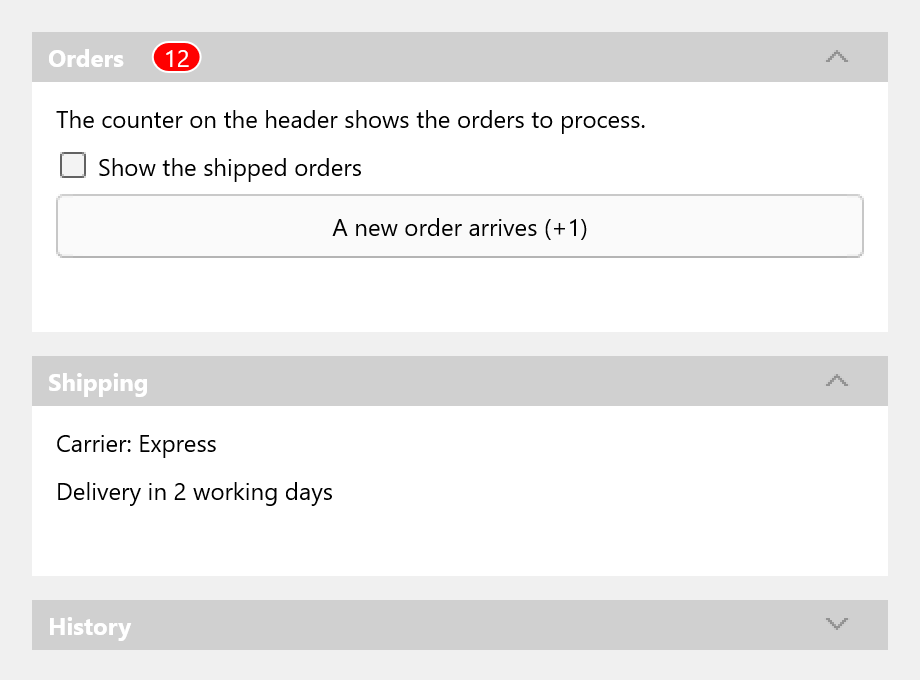 Orders 12
The counter on the header shows the orders to process.
Show the shipped orders
A new order arrives (+1)
Shipping
Carrier: Express
Delivery in 2 working days
History